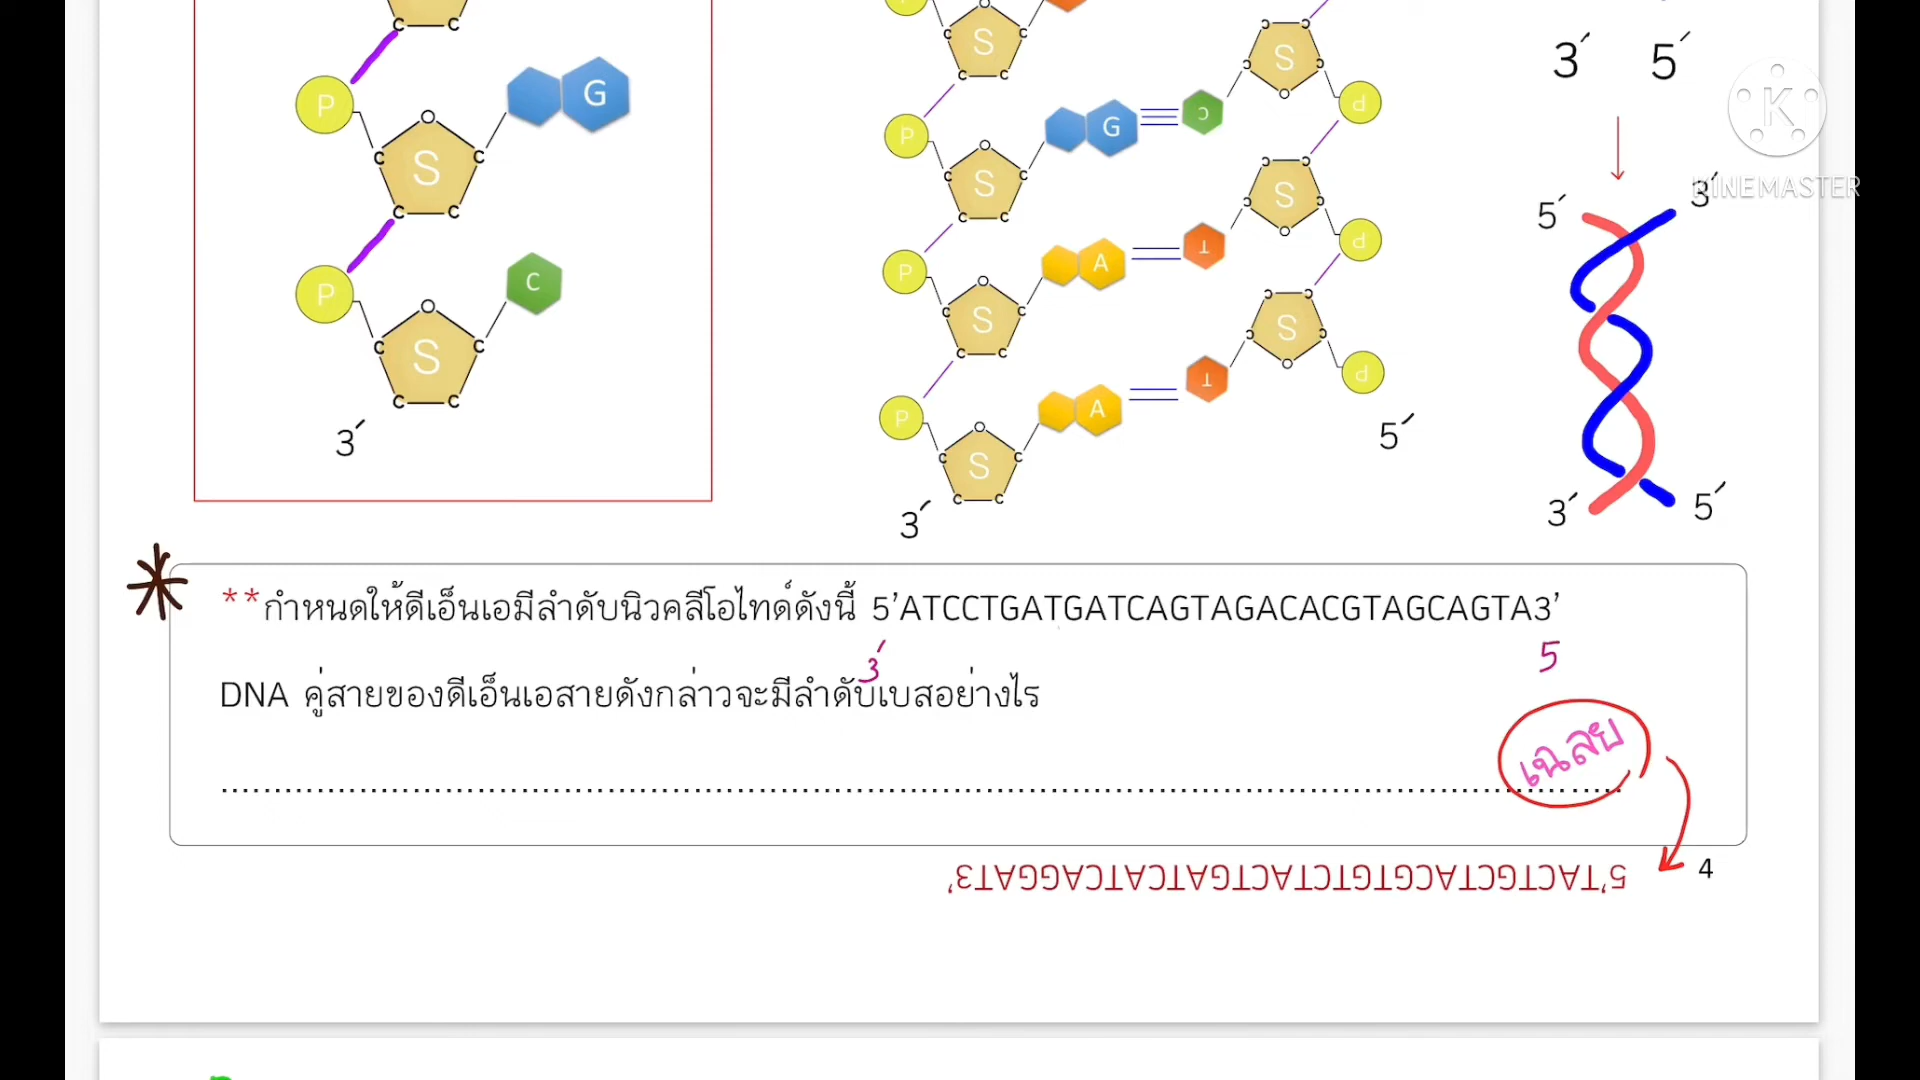 P G
S
P C
S
3´
S S
P G C P
S S
P A T P
S S
P A T P
S
5´
3´
3´ 5´
K
KINEMASTER
5´ 3´
3´ 5´
**กำหนดให้ดีเอ็นเอมีลำดับนิวคลีโอไทด์ดังนี้ 5’ATCCTGATGATCAGTAGACACGTAGCAGTA3’
3´ 5
DNA คู่สายของดีเอ็นเอสายดังกล่าวจะมีลำดับเบสอย่างไร
เฉลย
5’TACTGCTACGTGTCTACTGATCATCAGGAT3’
4